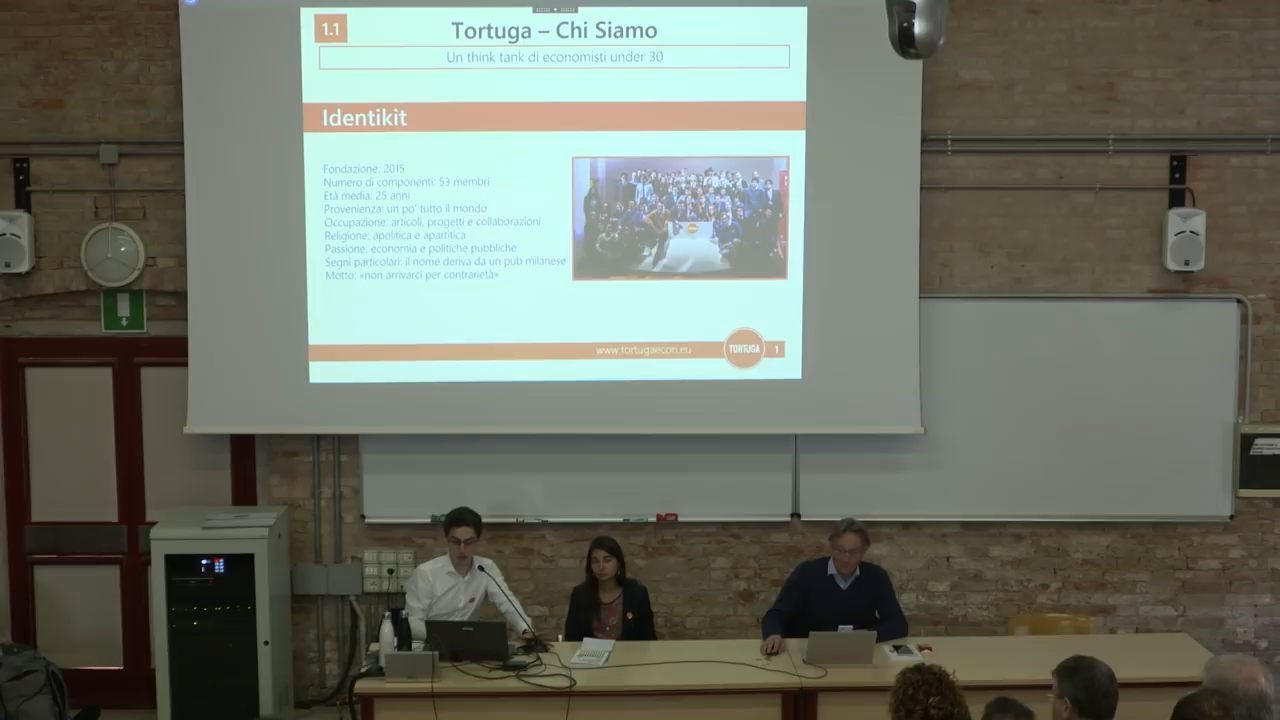 1.1
Tortuga – Chi Siamo
Un think tank di economisti under 30
Identikit
Fondazione: 2015
Numero di componenti: 53 membri
Età media: 25 anni
Provenienza: un po' tutto il mondo
Occupazione: articoli, progetti e collaborazioni
Religione: apolitica e apartitica
Passione: economia e politiche pubbliche
Segni particolari: il nome deriva da un pub milanese
Motto: «non arrivarci per contrarietà»
www.tortugaecon.eu
TORTUGA
1